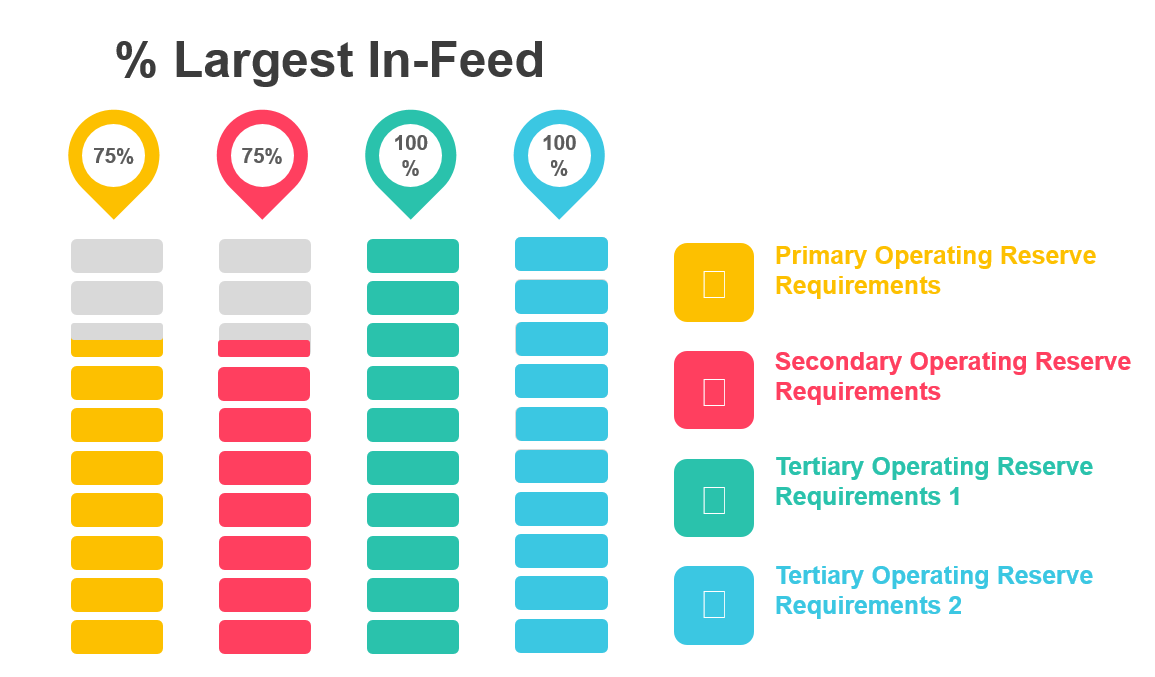 % Largest In-Feed
75%
75%
100
%
100
%
Primary Operating Reserve
Requirements
Secondary Operating Reserve
Requirements
Tertiary Operating Reserve
Requirements 1
Tertiary Operating Reserve
Requirements 2